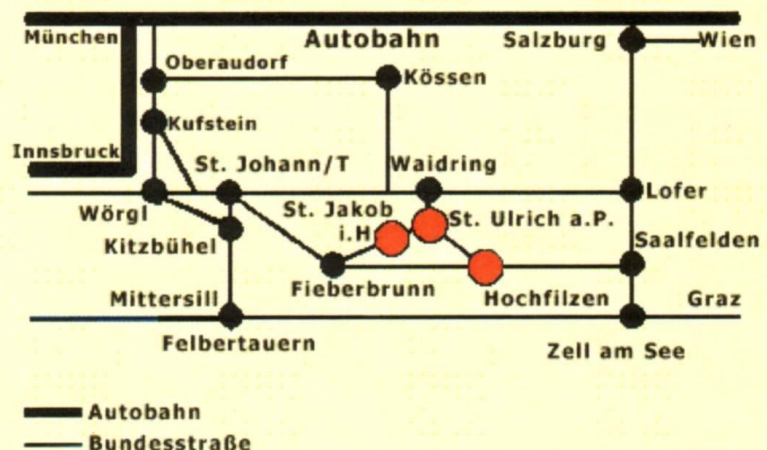 München
Autobahn
Salzburg
Wien
Oberaudorf
Kössen
Kufstein
Innsbruck
St. Johann/T
Waidring
Wörgl
St. Jakob
i.H
St. Ulrich a.P.
Lofer
Kitzbühel
Saalfelden
Fieberbrunn
Hochfilzen
Mittersill
Graz
Felbertauern
Zell am See
Autobahn
Bundesstraße